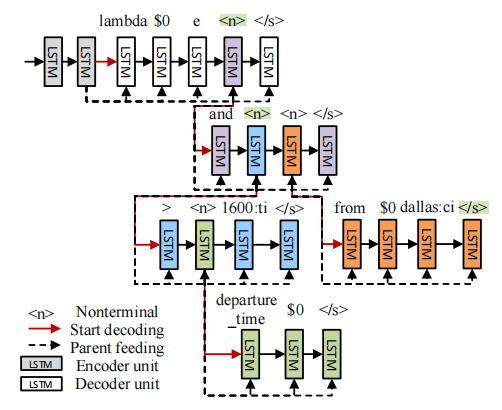 lambda $0 e <n> </s>
LSTM LSTM LSTM LSTM LSTM LSTM LSTM
and <n> <n> </s>
LSTM LSTM LSTM LSTM
> <n> 1600:ti </s>
LSTM LSTM LSTM LSTM
from $0 dallas:ci </s>
LSTM LSTM LSTM LSTM
departure
_time $0 </s>
LSTM LSTM LSTM
<n> Nonterminal
Start decoding
Parent feeding
LSTM Encoder unit
LSTM Decoder unit